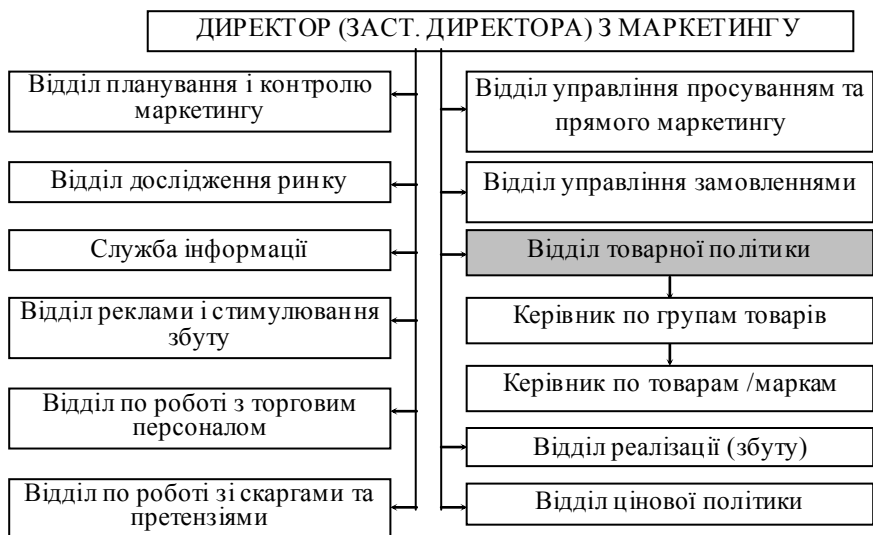 ДИРЕКТОР (ЗАСТ. ДИРЕКТОРА) З МАРКЕТИНГУ
Відділ планування і контролю
маркетингу
Відділ дослідження ринку
Служба інформації
Відділ реклами і стимулювання
збуту
Відділ по роботі з торговим
персоналом
Відділ по роботі зі скаргами та
претензіями
Відділ управління просуванням та
прямого маркетингу
Відділ управління замовленнями
Відділ товарної політики
Керівник по групам товарів
Керівник по товарам /маркам
Відділ реалізації (збуту)
Відділ цінової політики